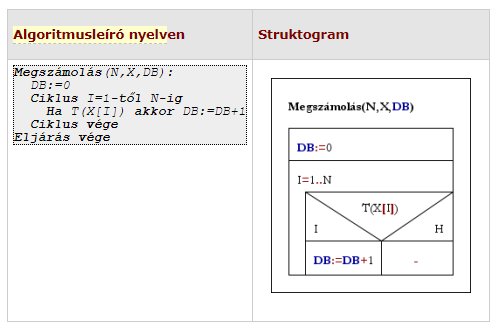 Algoritmusleíró nyelven
Struktogram
Megszámolás(N,X,DB):
DB:=0
Ciklus I=1-től N-ig
Ha T(X[I]) akkor DB:=DB+1
Ciklus vége
Eljárás vége
Megszámolás(N,X,DB)
DB:=0
I=1..N
T(X[I])
I H
DB:=DB+1 -